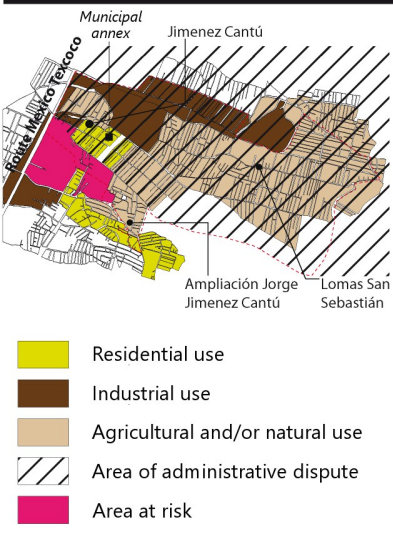 Municipal
annex
Jimenez Cantú
Route Mexico Texcoco
Ampliación Jorge
Jimenez Cantú
Lomas San
Sebastián
Residential use
Industrial use
Agricultural and/or natural use
Area of administrative dispute
Area at risk